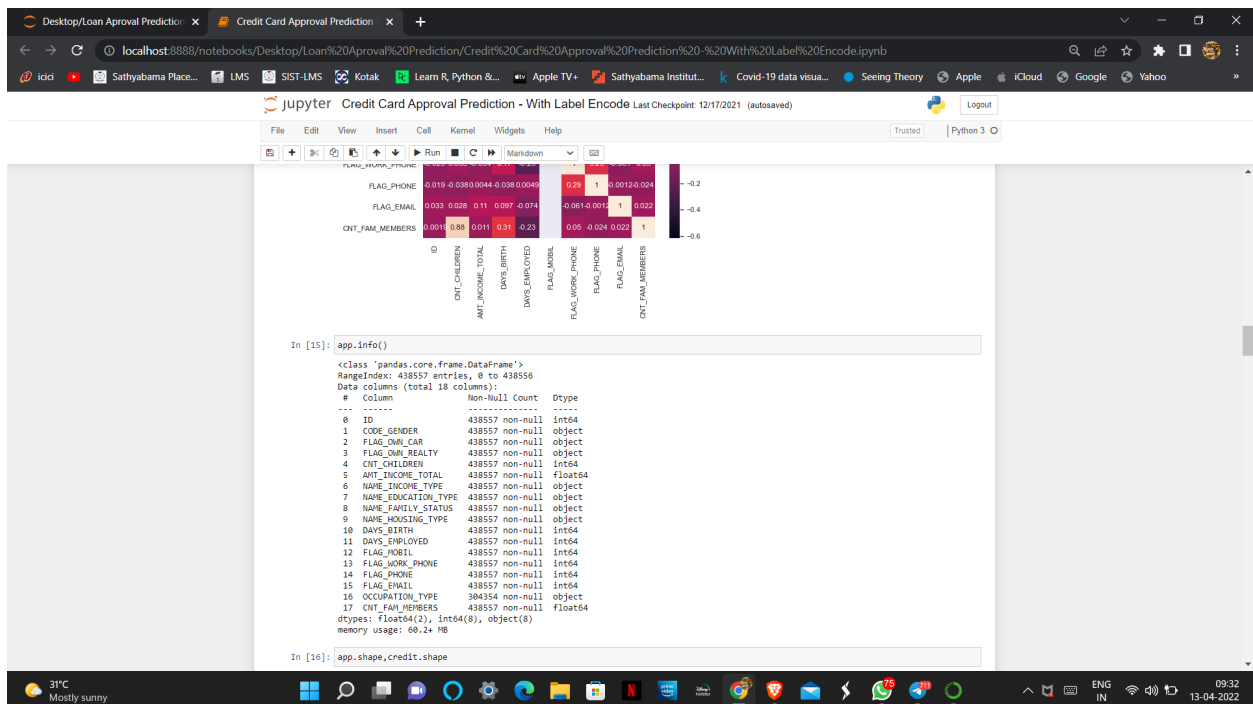 Desktop/Loan Aproval Prediction
Credit Card Approval Prediction -
localhost:8888/notebooks/Desktop/Loan%20Aproval%20Prediction/Credit%20Card%20Approval%20Prediction%20-%20With%20Label%20Encode.ipynb
icici Sathyabama Place... LMS SIST-LMS Kotak Learn R, Python &... Apple TV+ Sathyabama Institut... Covid-19 data visua... Seeing Theory Apple iCloud Google Yahoo »
jupyter Credit Card Approval Prediction - With Label Encode Last Checkpoint: 12/17/2021 (autosaved) Logout
File Edit View Insert Cell Kernel Widgets Help Trusted Python 3
Run Markdown
FLAG_WORK_PHONE
FLAG_PHONE -0.019 -0.038 0.0044 -0.038 0.0049 0.29 1 -0.0012 -0.024 -0.2
FLAG_EMAIL 0.033 0.028 0.11 0.097 -0.074 -0.061 -0.0012 1 0.022 -0.4
CNT_FAM_MEMBERS 0.0019 0.88 0.011 0.31 -0.23 0.05 -0.024 0.022 1 -0.6
ID CNT_CHILDREN AMT_INCOME_TOTAL DAYS_BIRTH DAYS_EMPLOYED FLAG_MOBIL FLAG_WORK_PHONE FLAG_PHONE FLAG_EMAIL CNT_FAM_MEMBERS
In [15]: app.info()
<class 'pandas.core.frame.DataFrame'>
RangeIndex: 438557 entries, 0 to 438556
Data columns (total 18 columns):
# Column Non-Null Count Dtype
--- ------ -------------- -----
0 ID 438557 non-null int64
1 CODE_GENDER 438557 non-null object
2 FLAG_OWN_CAR 438557 non-null object
3 FLAG_OWN_REALTY 438557 non-null object
4 CNT_CHILDREN 438557 non-null int64
5 AMT_INCOME_TOTAL 438557 non-null float64
6 NAME_INCOME_TYPE 438557 non-null object
7 NAME_EDUCATION_TYPE 438557 non-null object
8 NAME_FAMILY_STATUS 438557 non-null object
9 NAME_HOUSING_TYPE 438557 non-null object
10 DAYS_BIRTH 438557 non-null int64
11 DAYS_EMPLOYED 438557 non-null int64
12 FLAG_MOBIL 438557 non-null int64
13 FLAG_WORK_PHONE 438557 non-null int64
14 FLAG_PHONE 438557 non-null int64
15 FLAG_EMAIL 438557 non-null int64
16 OCCUPATION_TYPE 304354 non-null object
17 CNT_FAM_MEMBERS 438557 non-null float64
dtypes: float64(2), int64(8), object(8)
memory usage: 60.2+ MB
In [16]: app.shape,credit.shape
31°C ENG 09:32
Mostly sunny IN 13-04-2022